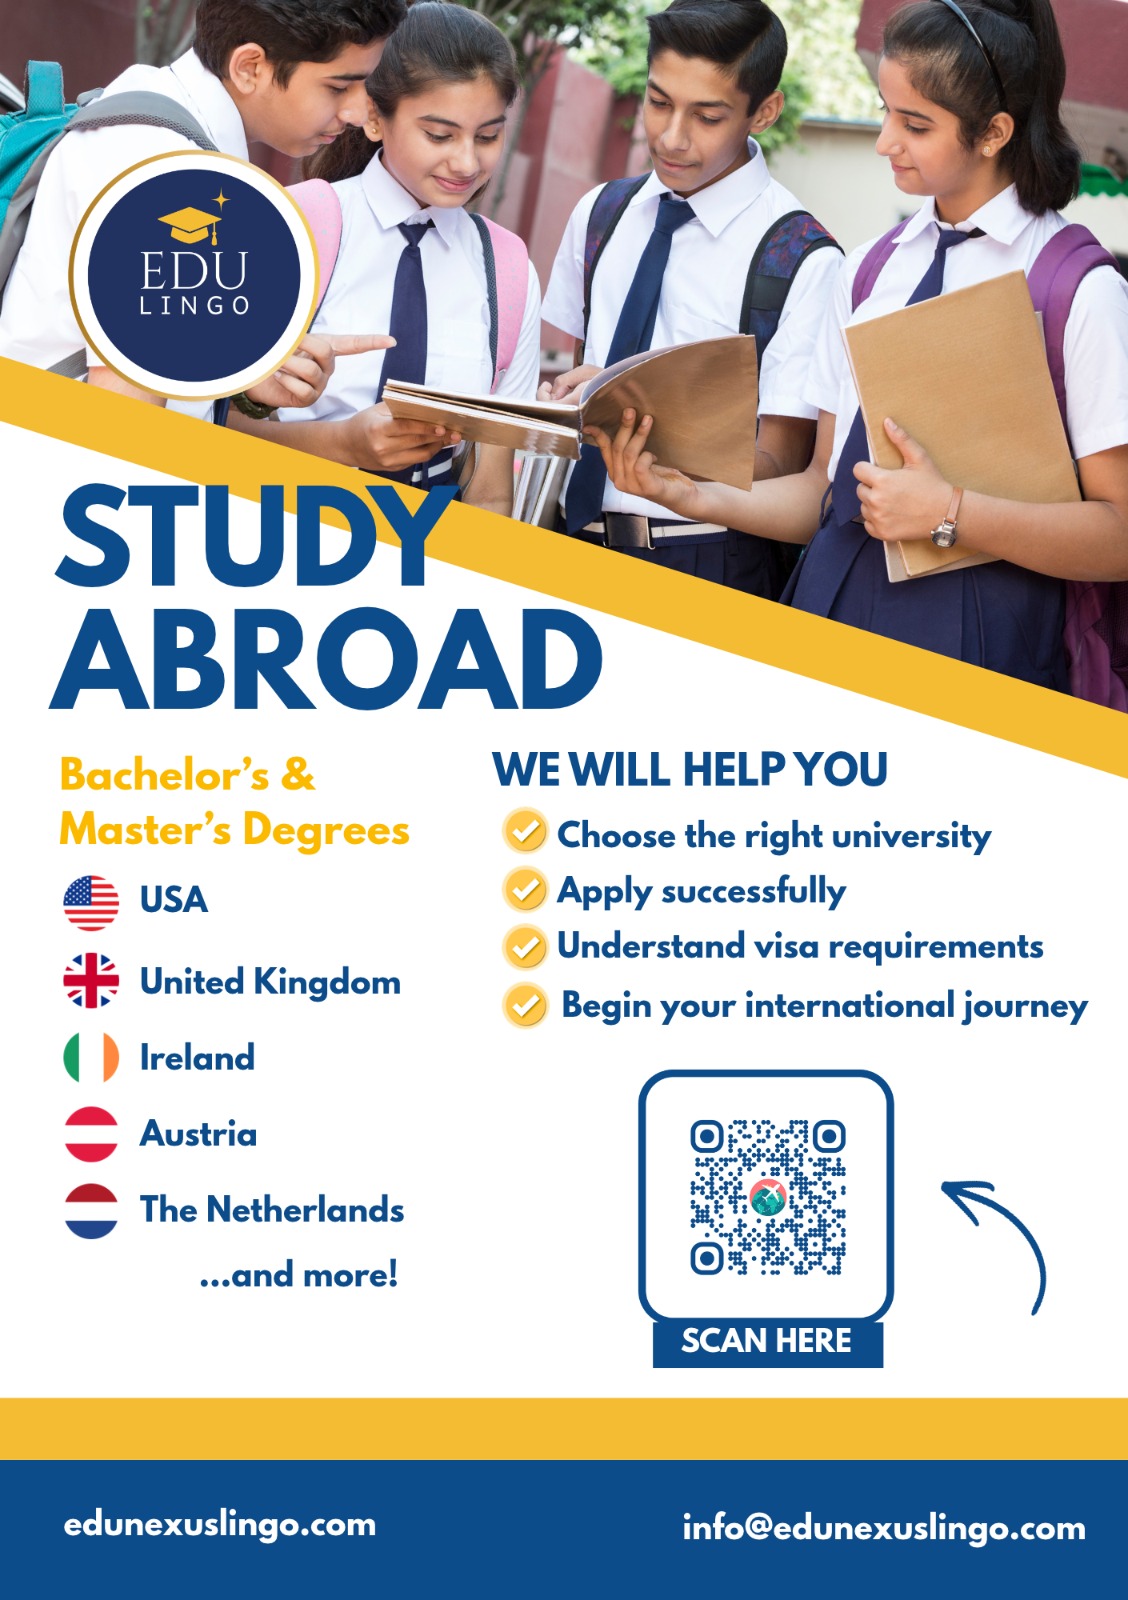 EDU
LINGO
STUDY
ABROAD
Bachelor's &
Master's Degrees
USA
United Kingdom
Ireland
Austria
The Netherlands
...and more!
WE WILL HELP YOU
Choose the right university
Apply successfully
Understand visa requirements
Begin your international journey
SCAN HERE
edunexuslingo.com
info@edunexuslingo.com